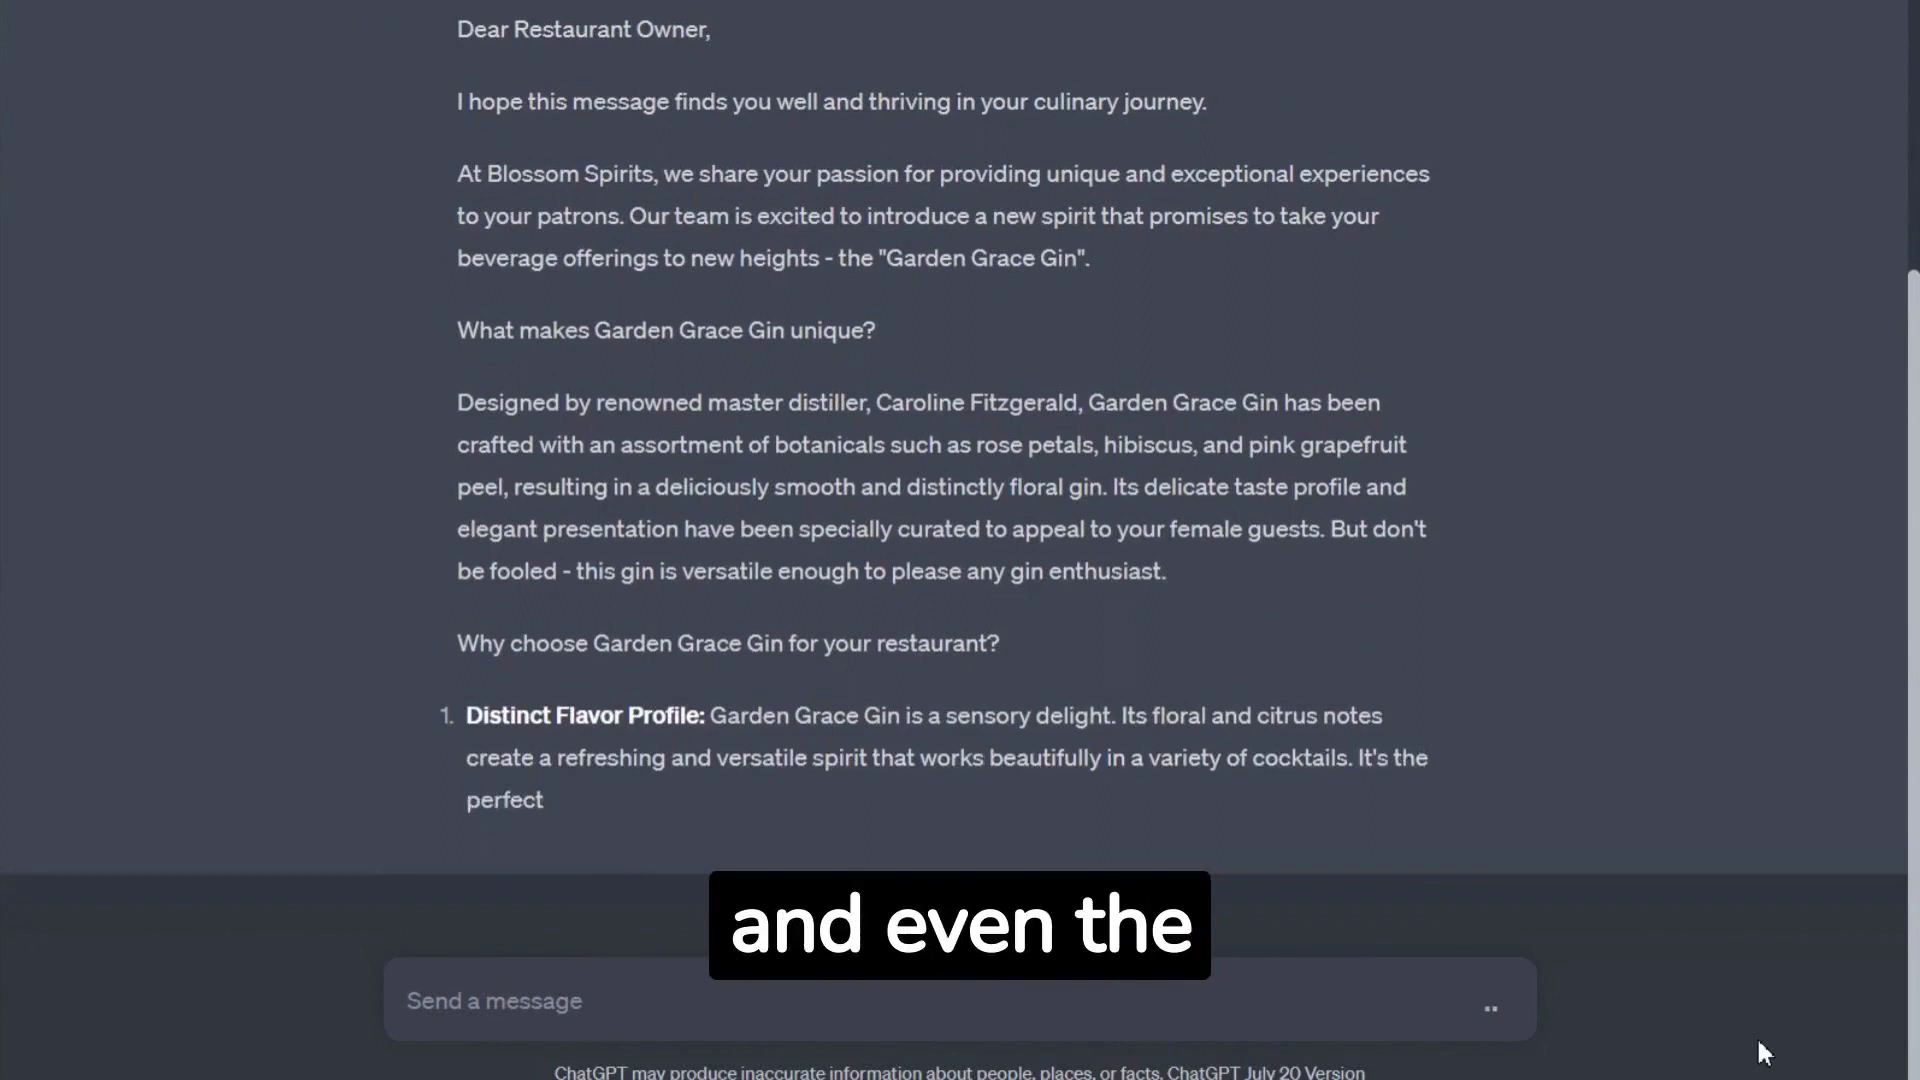 Dear Restaurant Owner,
I hope this message finds you well and thriving in your culinary journey.
At Blossom Spirits, we share your passion for providing unique and exceptional experiences
to your patrons. Our team is excited to introduce a new spirit that promises to take your
beverage offerings to new heights - the "Garden Grace Gin".
What makes Garden Grace Gin unique?
Designed by renowned master distiller, Caroline Fitzgerald, Garden Grace Gin has been
crafted with an assortment of botanicals such as rose petals, hibiscus, and pink grapefruit
peel, resulting in a deliciously smooth and distinctly floral gin. Its delicate taste profile and
elegant presentation have been specially curated to appeal to your female guests. But don't
be fooled - this gin is versatile enough to please any gin enthusiast.
Why choose Garden Grace Gin for your restaurant?
1. Distinct Flavor Profile: Garden Grace Gin is a sensory delight. Its floral and citrus notes
create a refreshing and versatile spirit that works beautifully in a variety of cocktails. It's the
perfect
and even the
Send a message
ChatGPT may produce inaccurate information about people, places, or facts. ChatGPT July 20 Version